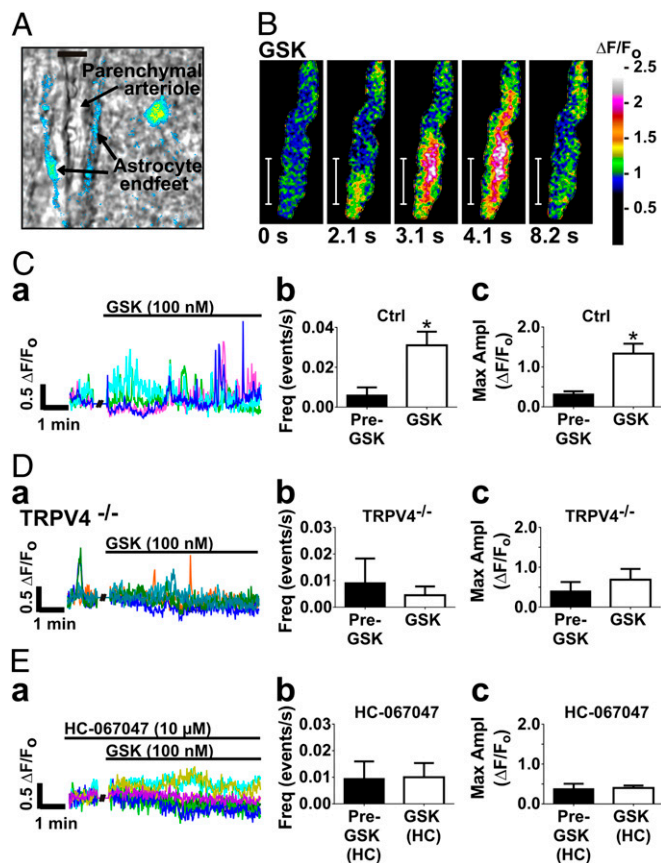 A
Parenchymal
arteriole
Astrocyte
endfeet
B
GSK
ΔF/Fo
2.5
2
1.5
1
0.5
0 s
2.1 s
3.1 s
4.1 s
8.2 s
C
a
GSK (100 nM)
0.5 ΔF/Fo
1 min
b
Ctrl
Freq (events/s)
0.04
0.02
0.00
*
Pre-
GSK
GSK
c
Ctrl
Max Ampl
(ΔF/Fo)
2.0
1.0
0.0
*
Pre-
GSK
GSK
D
a
TRPV4 -/-
GSK (100 nM)
0.5 ΔF/Fo
1 min
b
TRPV4-/-
Freq (events/s)
0.03
0.02
0.01
0.00
Pre-
GSK
GSK
c
TRPV4-/-
Max Ampl
(ΔF/Fo)
2.0
1.0
0.0
Pre-
GSK
GSK
E
a
HC-067047 (10 μM)
GSK (100 nM)
0.5 ΔF/Fo
1 min
b
HC-067047
Freq (events/s)
0.03
0.02
0.01
0.00
Pre-
GSK
(HC)
GSK
(HC)
c
HC-067047
Max Ampl
(ΔF/Fo)
2.0
1.0
0.0
Pre-
GSK
(HC)
GSK
(HC)